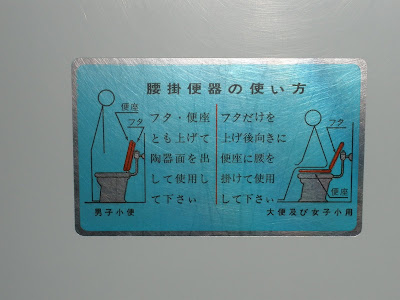 腰掛便器の使い方
便座
フタ
男子小便
フタ・便座
とも上げて
陶器面を出
して使用し
て下さい
フタだけを
上げ後向きに
便座に腰を
掛けて使用
して下さい
フタ
便座
大便及び女子小用